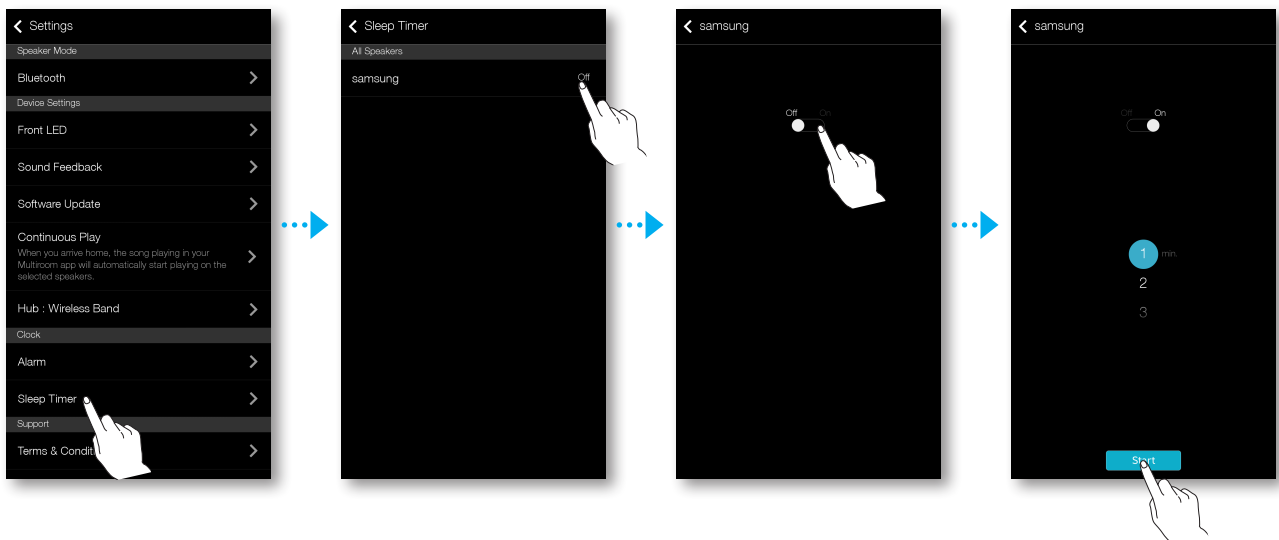 Settings
Speaker Mode
Bluetooth
Device Settings
Front LED
Sound Feedback
Software Update
Continuous Play
When you arrive home, the song playing in your
Multiroom app will automatically start playing on the
selected speakers.
Hub : Wireless Band
Clock
Alarm
Sleep Timer
Support
Terms & Condit
Sleep Timer
All Speakers
samsung
Off
samsung
Off On
samsung
Off On
1 min.
2
3
Start